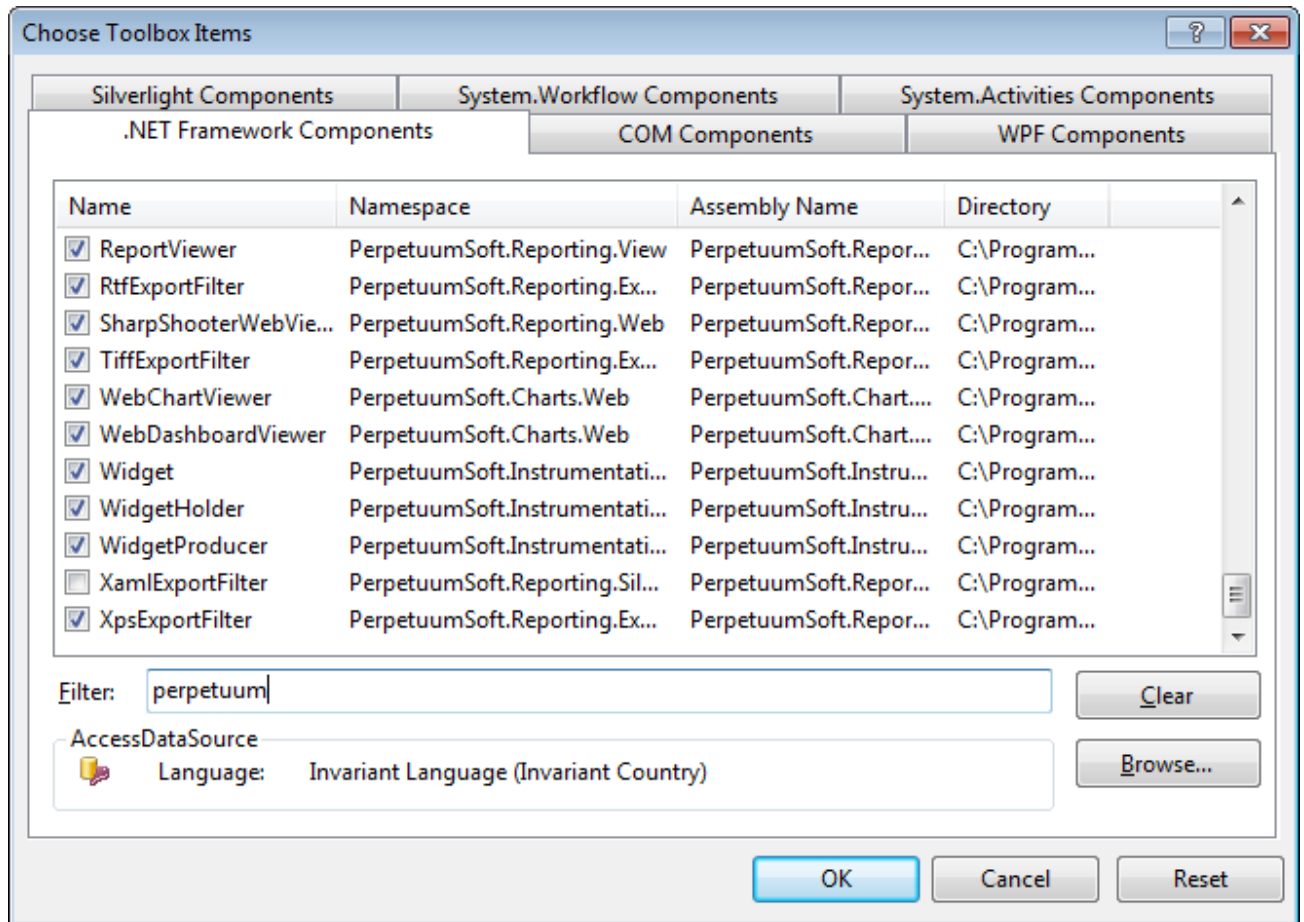 Choose Toolbox Items
Silverlight Components System.Workflow Components System.Activities Components
.NET Framework Components COM Components WPF Components
Name Namespace Assembly Name Directory
ReportViewer PerpetuumSoft.Reporting.View PerpetuumSoft.Repor... C:\Program...
RtfExportFilter PerpetuumSoft.Reporting.Ex... PerpetuumSoft.Repor... C:\Program...
SharpShooterWebVie... PerpetuumSoft.Reporting.Web PerpetuumSoft.Repor... C:\Program...
TiffExportFilter PerpetuumSoft.Reporting.Ex... PerpetuumSoft.Repor... C:\Program...
WebChartViewer PerpetuumSoft.Charts.Web PerpetuumSoft.Chart.... C:\Program...
WebDashboardViewer PerpetuumSoft.Charts.Web PerpetuumSoft.Chart.... C:\Program...
Widget PerpetuumSoft.Instrumentati... PerpetuumSoft.Instru... C:\Program...
WidgetHolder PerpetuumSoft.Instrumentati... PerpetuumSoft.Instru... C:\Program...
WidgetProducer PerpetuumSoft.Instrumentati... PerpetuumSoft.Instru... C:\Program...
XamlExportFilter PerpetuumSoft.Reporting.Sil... PerpetuumSoft.Repor... C:\Program...
XpsExportFilter PerpetuumSoft.Reporting.Ex... PerpetuumSoft.Repor... C:\Program...
Filter: perpetuum Clear
AccessDataSource
Language: Invariant Language (Invariant Country) Browse...
OK Cancel Reset